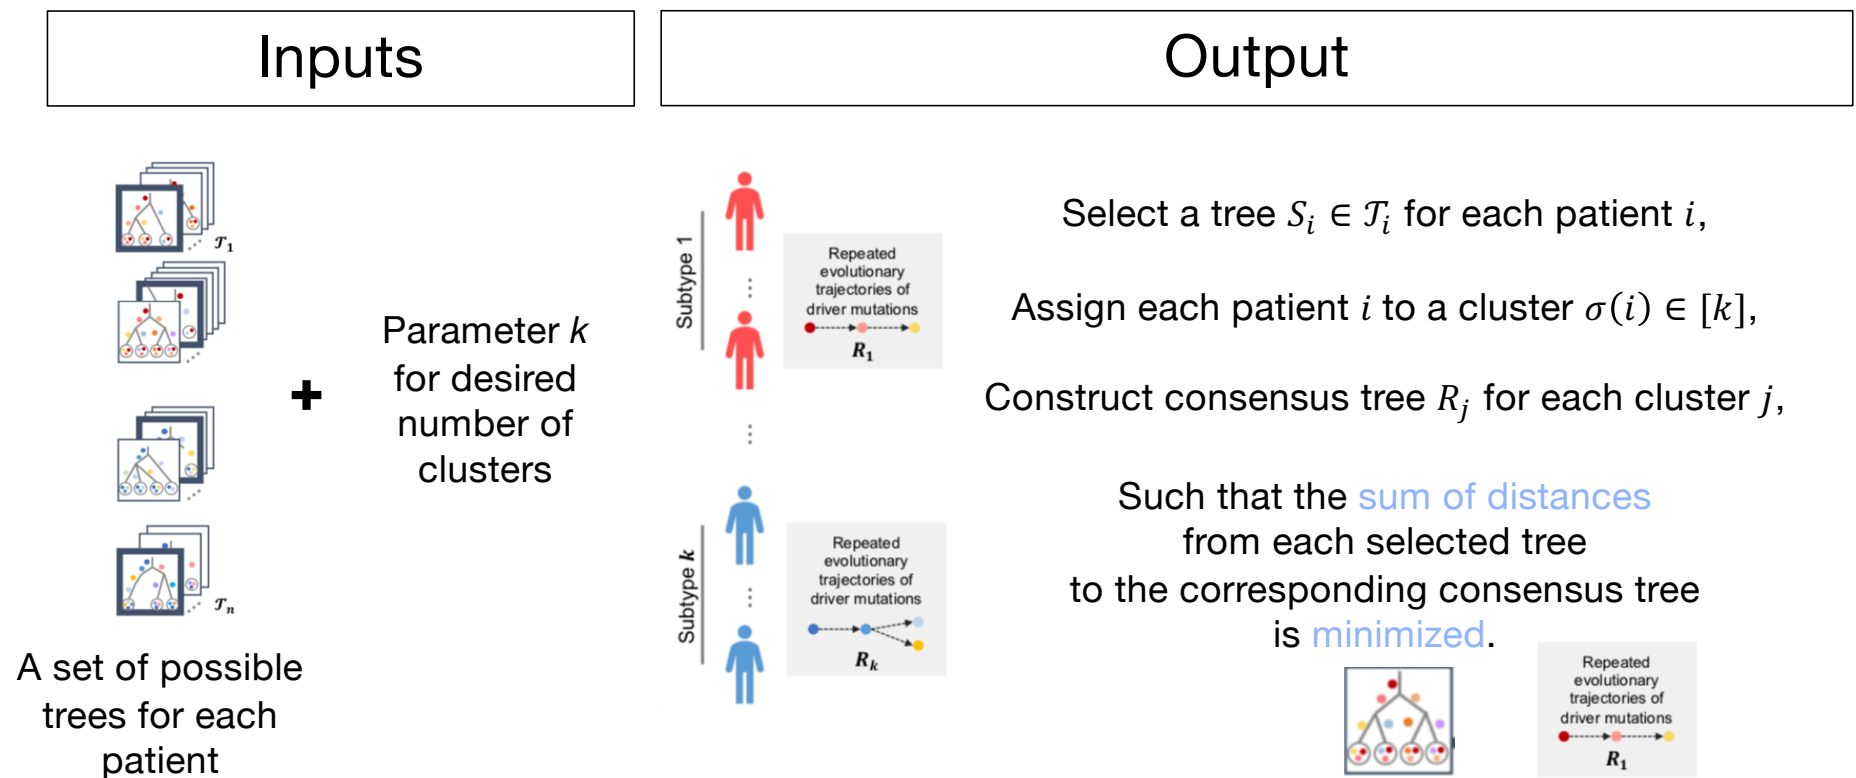 Inputs
Output
𝒯₁
𝒯ₙ
A set of possible
trees for each
patient
+
Parameter k
for desired
number of
clusters
Subtype 1
Repeated
evolutionary
trajectories of
driver mutations
R₁
Subtype k
Repeated
evolutionary
trajectories of
driver mutations
Rₖ
Select a tree Sᵢ ∈ 𝒯ᵢ for each patient i,
Assign each patient i to a cluster σ(i) ∈ [k],
Construct consensus tree Rⱼ for each cluster j,
Such that the sum of distances
from each selected tree
to the corresponding consensus tree
is minimized.
Repeated
evolutionary
trajectories of
driver mutations
R₁